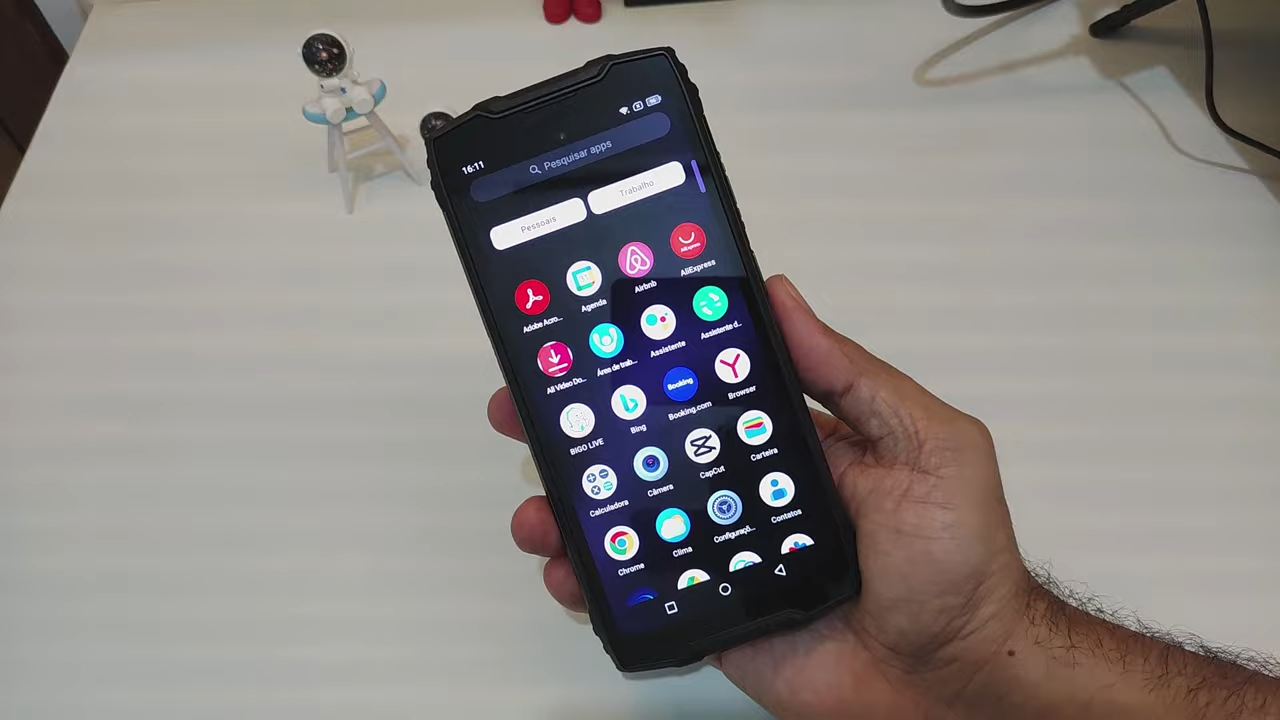 16:11
Pesquisar apps
Pessoais
Trabalho
Adobe Acro...
Agenda
Airbnb
AliExpress
All Video Do...
Área de trab...
Assistente
Assistente d...
BIGO LIVE
Bing
Booking
Booking.com
Browser
Calculadora
Câmera
CapCut
Carteira
Chrome
Clima
Configuraçõ...
Contatos